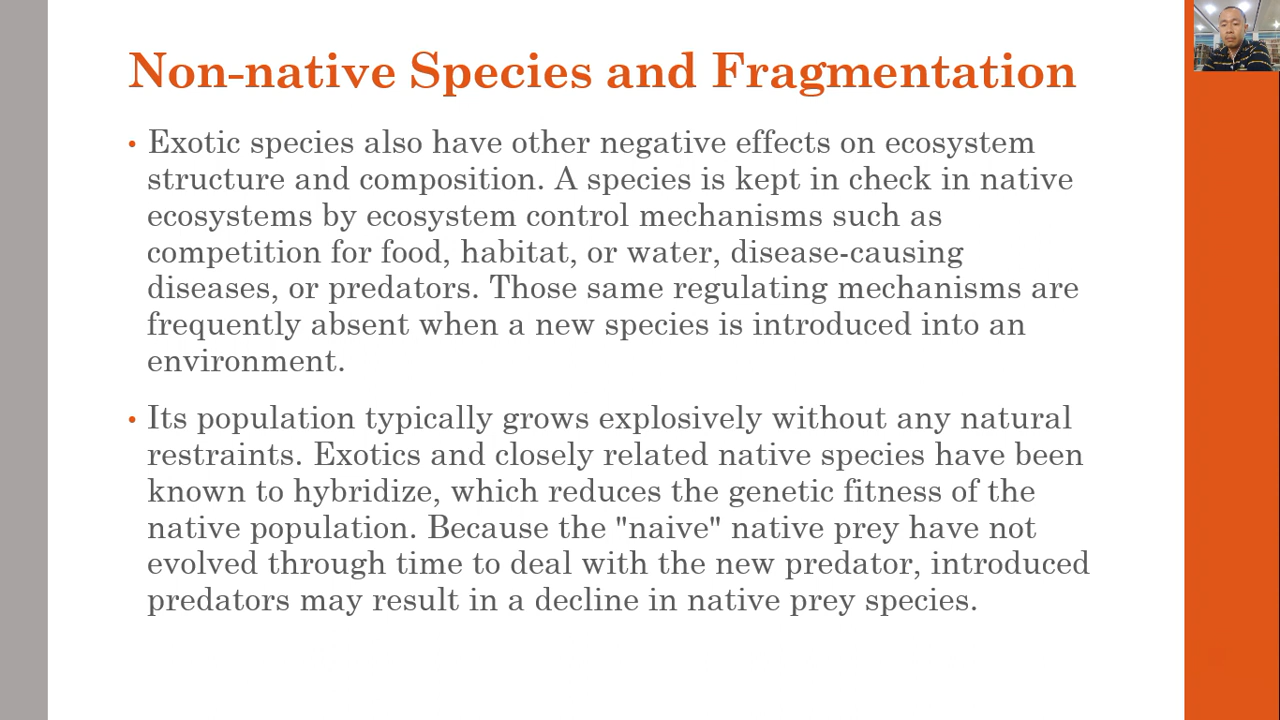 Non-native Species and Fragmentation
• Exotic species also have other negative effects on ecosystem
structure and composition. A species is kept in check in native
ecosystems by ecosystem control mechanisms such as
competition for food, habitat, or water, disease-causing
diseases, or predators. Those same regulating mechanisms are
frequently absent when a new species is introduced into an
environment.
• Its population typically grows explosively without any natural
restraints. Exotics and closely related native species have been
known to hybridize, which reduces the genetic fitness of the
native population. Because the "naive" native prey have not
evolved through time to deal with the new predator, introduced
predators may result in a decline in native prey species.